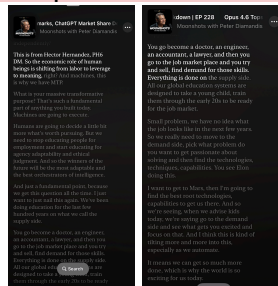 marks, ChatGPT Market Share D
Moonshots with Peter Diamandis
This is from Hector Hernandez, PH6
DM. So the economic role of human
beings is shifting from labor to leverage
to meaning, right? And machines, this
is why we have MTP.
What is your massive transformative
purpose? That's such a fundamental
part of anything you build today.
Machines are going to execute.
Humans are going to decide a little bit
more what's worth pursuing. But we
need to stop educating people for
employment and start educating for
agency adaptability and ethical
judgment. And so the winners of the
future will be the most adaptable and
the best orchestrators of intelligence.
And just a fundamental point, because
we get this question all the time. I just
want to just nail this again. We've been
doing education for the last few
hundred years on what we call the
supply side.
You go become a doctor, an engineer,
an accountant, a lawyer, and then you
go to the job market and you try
and sell, find demand for those skills.
Everything is done on the supply side.
All our global education systems are
designed to take a
them through the early 20s to be ready
Search
down | EP 228
Opus 4.6 Tops
Moonshots with Peter Diamandis
You go become a doctor, an engineer,
an accountant, a lawyer, and then you
go to the job market place and you try
and sell, find demand for those skills.
Everything is done on the supply side.
All our global education systems are
designed to take a young child, train
them through the early 20s to be ready
for the job market.
Small problem, we have no idea what
the job looks like in the next few years.
So we really need to move to the
demand side, pick what problem do
you want to get passionate about
solving and then find the technologies,
techniques, capabilities. You see Elon
doing this.
I want to get to Mars, then I'm going to
find the best core technologies,
capabilities to get us there. And so
we're seeing, when we advise kids
today, we're saying go to the demand
side and see what gets you excited and
focus on that. And I think this is kind of
thing more and more into this,
especially as we automate.
It means we can get so much more
done, which is why the world is so
exciting for us today.